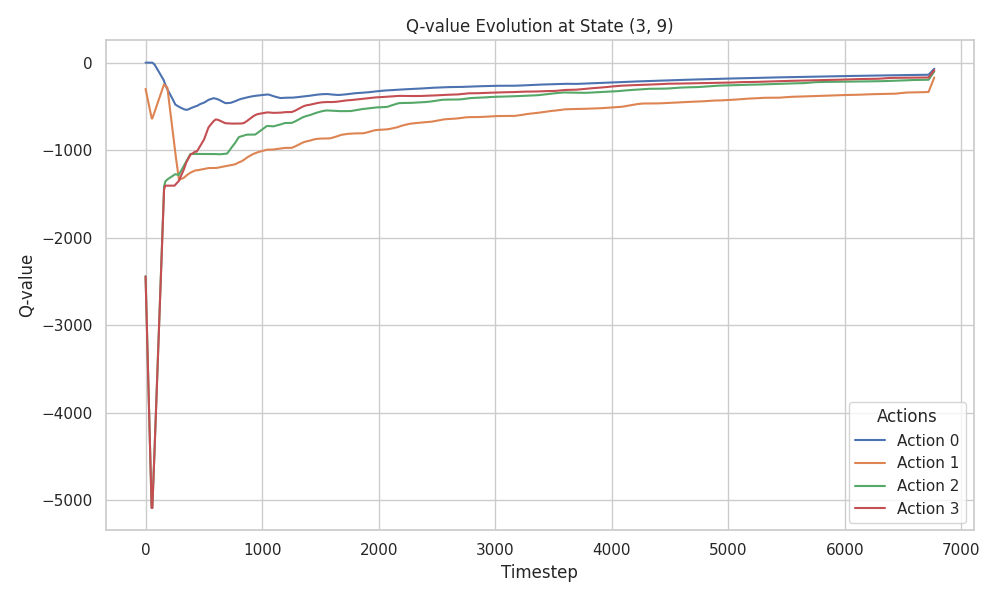 Q-value Evolution at State (3, 9)
Q-value
0
−1000
−2000
−3000
−4000
−5000
0 1000 2000 3000 4000 5000 6000 7000
Timestep
Actions
Action 0
Action 1
Action 2
Action 3